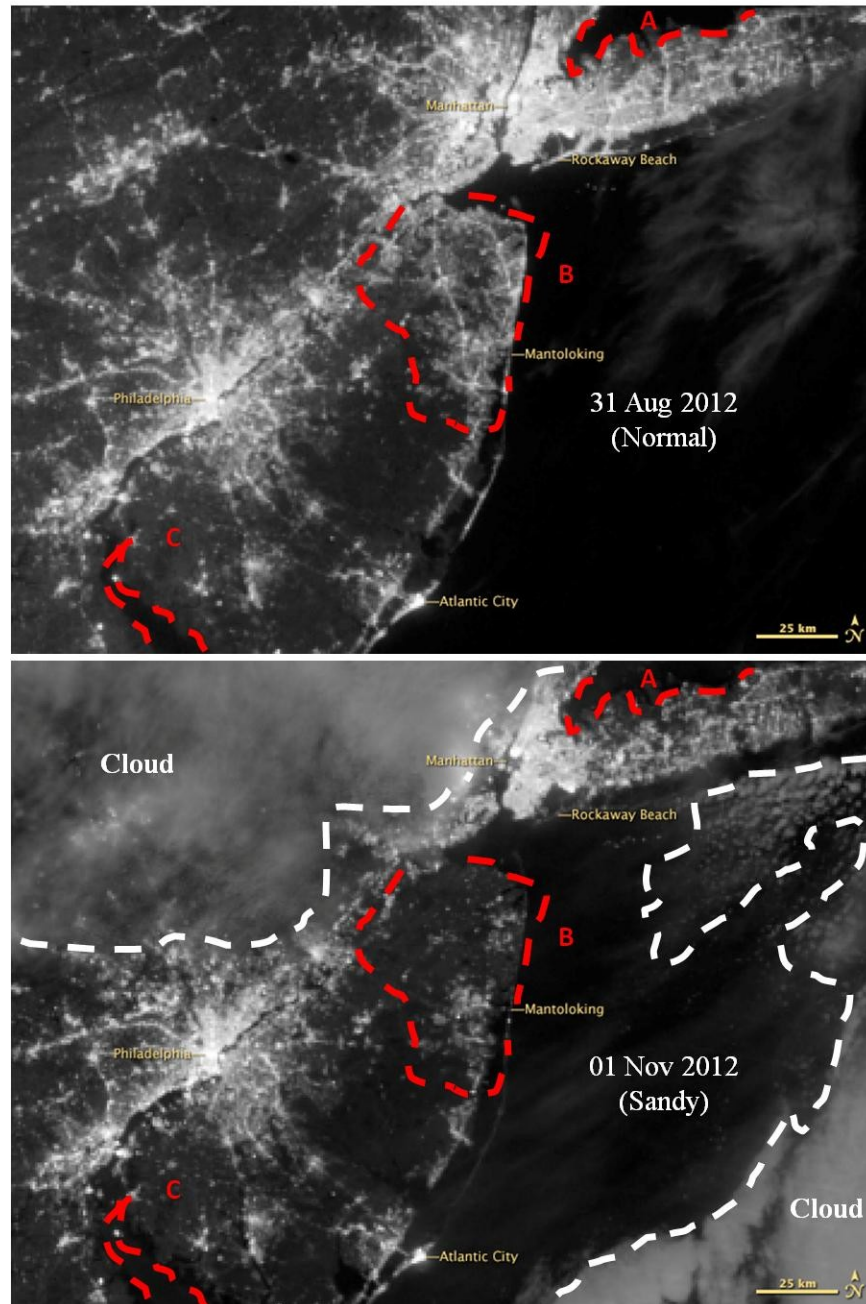 A
Manhattan
Rockaway Beach
B
Mantoloking
Philadelphia
31 Aug 2012
(Normal)
C
Atlantic City
25 km
N
A
Cloud
Manhattan
Rockaway Beach
B
Mantoloking
Philadelphia
01 Nov 2012
(Sandy)
C
Cloud
Atlantic City
25 km
N